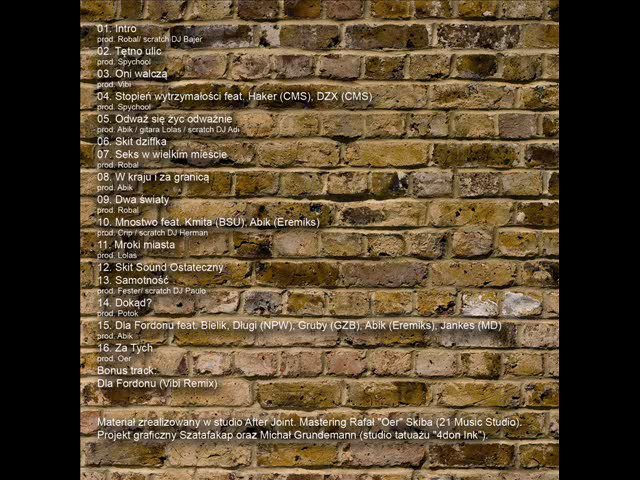 01. Intro
prod. Robal/ scratch DJ Bajer
02. Tętno ulic
prod. Spychool
03. Oni walczą
prod. Vibi
04. Stopień wytrzymałości feat. Haker (CMS), DZX (CMS)
prod. Spychool
05. Odważ się życ odważnie
prod. Abik / gitara Lolas / scratch DJ Adi
06. Skit dziffka
07. Seks w wielkim mieście
prod. Robal
08. W kraju i za granicą
prod. Abik
09. Dwa światy
prod. Robal
10. Mnostwo feat. Kmita (BSU), Abik (Eremiks)
prod. Crip / scratch DJ Herman
11. Mroki miasta
prod. Lolas
12. Skit Sound Ostateczny
13. Samotność
prod. Fester/ scratch DJ Paulo
14. Dokąd?
prod. Potok
15. Dla Fordonu feat. Bielik, Długi (NPW), Gruby (GZB), Abik (Eremiks), Jankes (MD)
prod. Abik
16. Za Tych
prod. Oer
Bonus track:
Dla Fordonu (Vibi Remix)
Materiał zrealizowany w studio After Joint. Mastering Rafał "Oer" Skiba (21 Music Studio).
Projekt graficzny Szatafakap oraz Michał Grundemann (studio tatuażu "4don Ink").